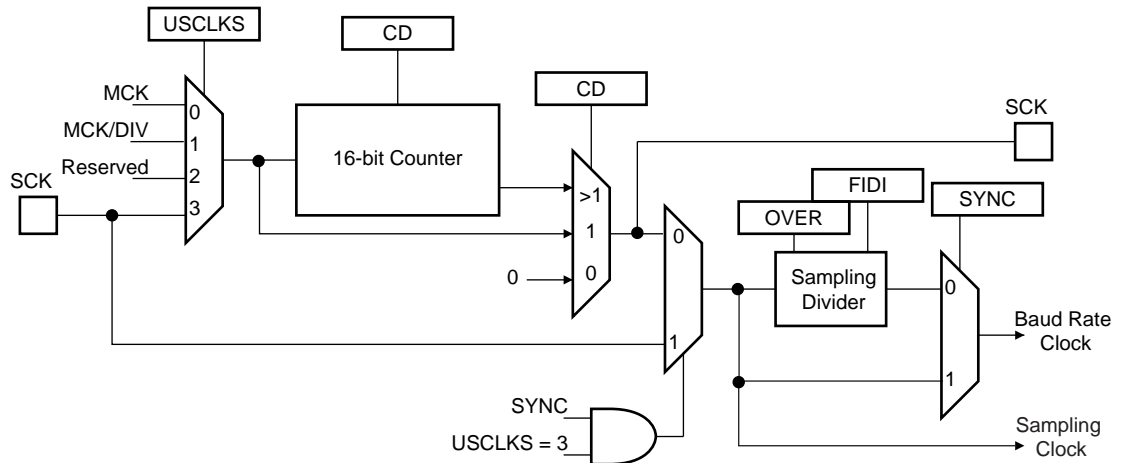 USCLKS
CD
CD
MCK
0
MCK/DIV
1
Reserved
2
SCK
3
16-bit Counter
>1
1
0
0
SCK
FIDI
OVER
SYNC
0
1
Sampling
Divider
0
1
Baud Rate
Clock
SYNC
USCLKS = 3
Sampling
Clock